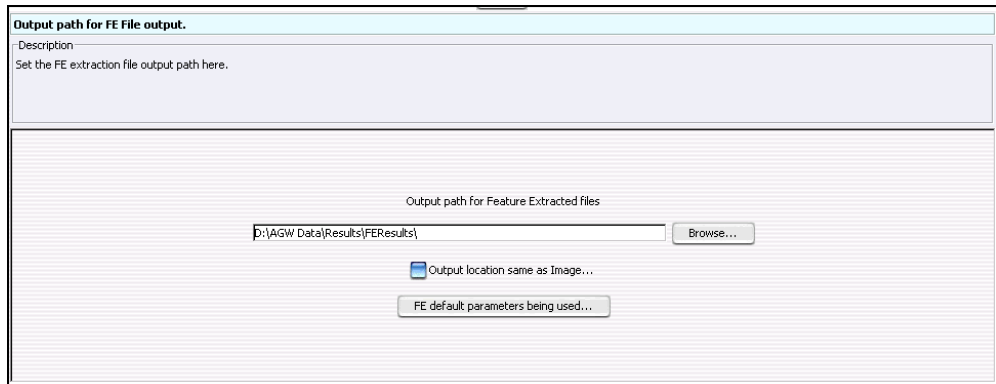 Output path for FE File output.
Description
Set the FE extraction file output path here.
Output path for Feature Extracted files
D:\AGW Data\Results\FEResults\
Browse...
Output location same as Image...
FE default parameters being used...